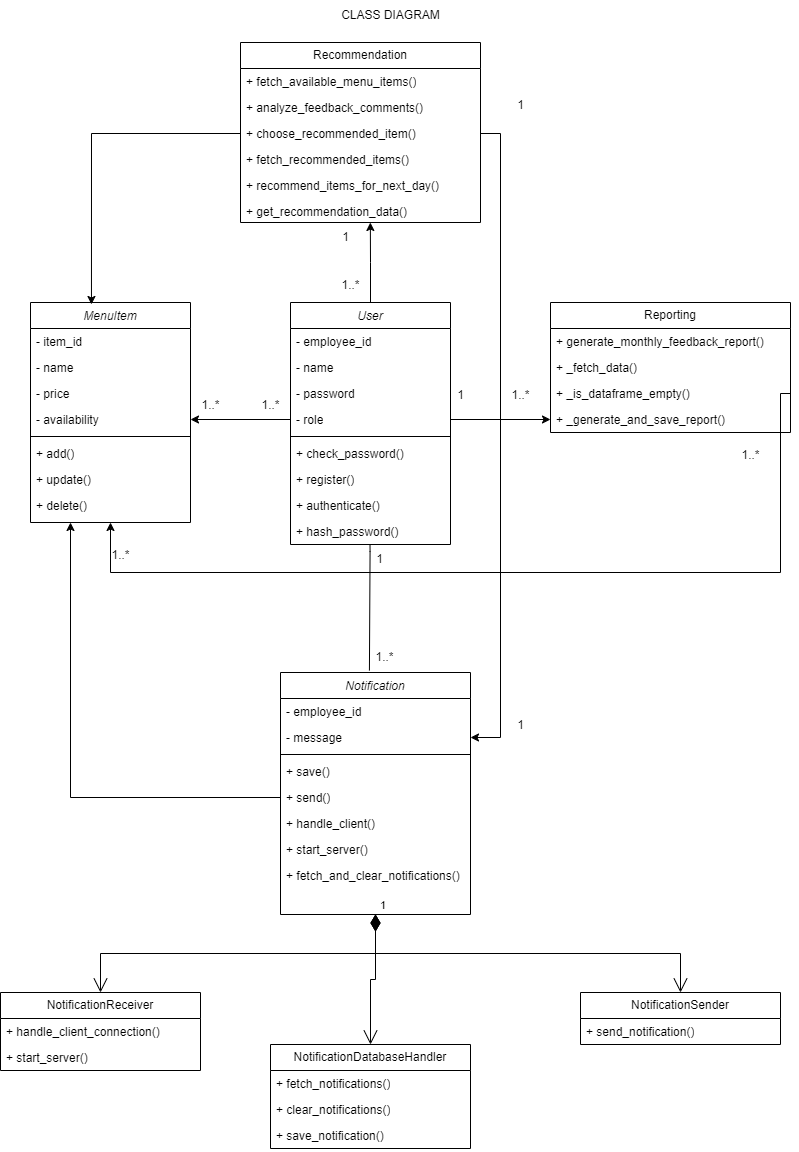 CLASS DIAGRAM
Recommendation
+ fetch_available_menu_items()
+ analyze_feedback_comments()
+ choose_recommended_item()
+ fetch_recommended_items()
+ recommend_items_for_next_day()
+ get_recommendation_data()
1
1
1..*
MenuItem
- item_id
- name
- price
- availability
+ add()
+ update()
+ delete()
1..*
1..*
User
- employee_id
- name
- password
- role
+ check_password()
+ register()
+ authenticate()
+ hash_password()
1
1..*
Reporting
+ generate_monthly_feedback_report()
+ _fetch_data()
+ _is_dataframe_empty()
+ _generate_and_save_report()
1..*
1..*
1
1..*
Notification
- employee_id
- message
+ save()
+ send()
+ handle_client()
+ start_server()
+ fetch_and_clear_notifications()
1
1
NotificationReceiver
+ handle_client_connection()
+ start_server()
NotificationDatabaseHandler
+ fetch_notifications()
+ clear_notifications()
+ save_notification()
NotificationSender
+ send_notification()